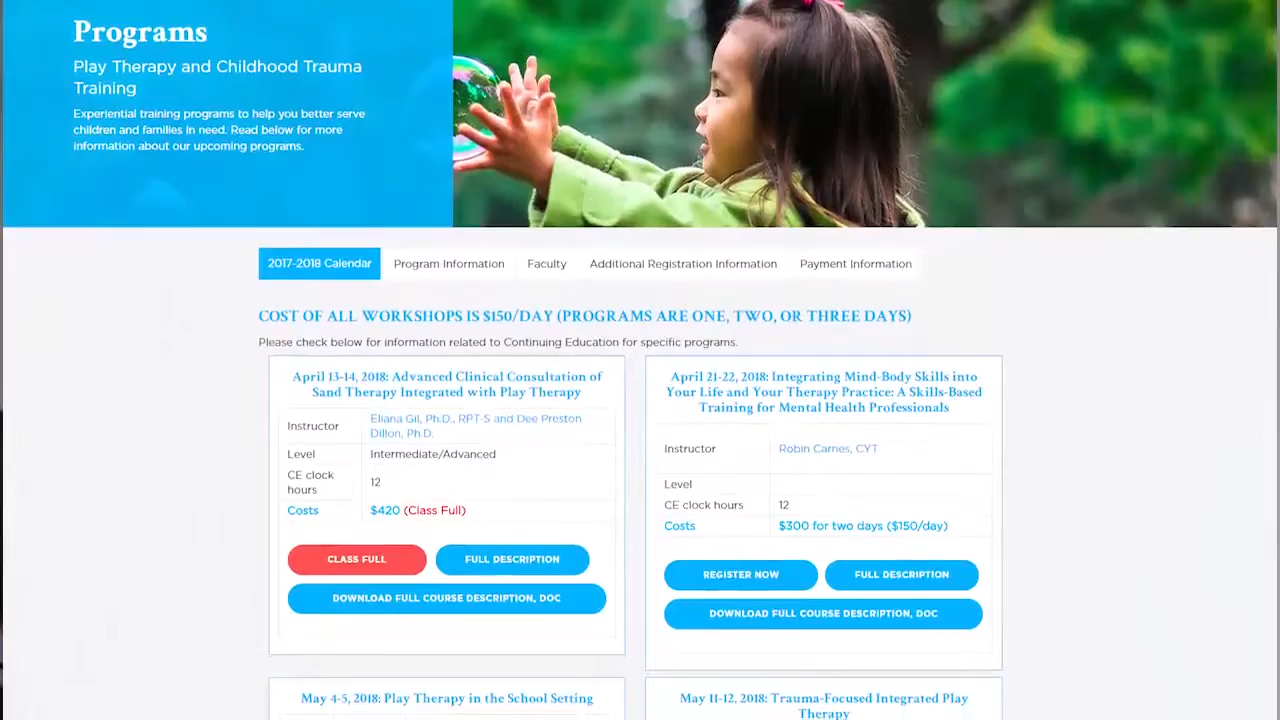 Programs
Play Therapy and Childhood Trauma
Training
Experiential training programs to help you better serve
children and families in need. Read below for more
information about our upcoming programs.
2017-2018 Calendar
Program Information
Faculty
Additional Registration Information
Payment Information
COST OF ALL WORKSHOPS IS $150/DAY (PROGRAMS ARE ONE, TWO, OR THREE DAYS)
Please check below for information related to Continuing Education for specific programs.
April 13-14, 2018: Advanced Clinical Consultation of
Sand Therapy Integrated with Play Therapy
Instructor
Eliana Gil, Ph.D., RPT-S and Dee Preston
Dillon, Ph.D.
Level
Intermediate/Advanced
CE clock
hours
12
Costs
$420 (Class Full)
CLASS FULL
FULL DESCRIPTION
DOWNLOAD FULL COURSE DESCRIPTION, DOC
April 21-22, 2018: Integrating Mind-Body Skills into
Your Life and Your Therapy Practice: A Skills-Based
Training for Mental Health Professionals
Instructor
Robin Carnes, CYT
Level
CE clock hours
12
Costs
$300 for two days ($150/day)
REGISTER NOW
FULL DESCRIPTION
DOWNLOAD FULL COURSE DESCRIPTION, DOC
May 4-5, 2018: Play Therapy in the School Setting
May 11-12, 2018: Trauma-Focused Integrated Play
Therapy